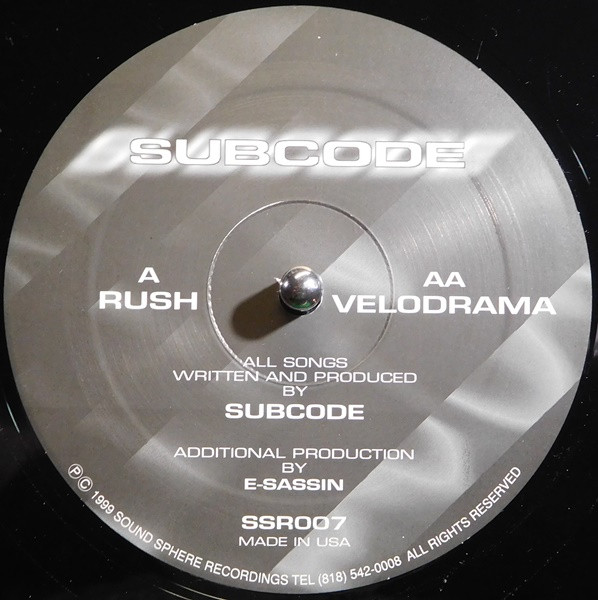 SUBCODE
A
RUSH
AA
VELODRAMA
ALL SONGS
WRITTEN AND PRODUCED
BY
SUBCODE
ADDITIONAL PRODUCTION
BY
E-SASSIN
SSR007
MADE IN USA
Ⓟ© 1999 SOUND SPHERE RECORDINGS TEL (818) 542-0008 ALL RIGHTS RESERVED